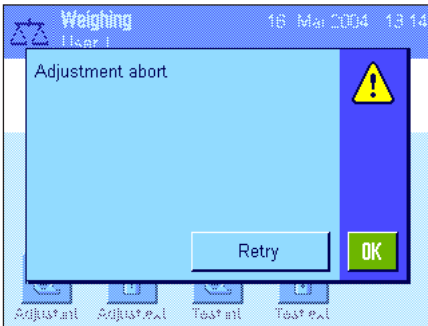 Weighing 16. Mar 2004 13:14
User 1
Adjustment abort
Retry OK
Adjust.int Adjust.ext Test int Test ext